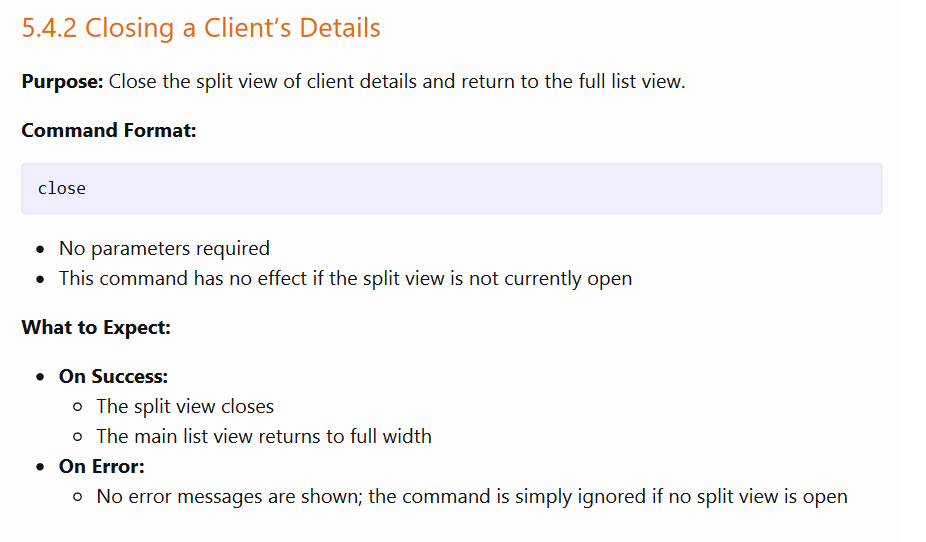 5.4.2 Closing a Client’s Details
Purpose: Close the split view of client details and return to the full list view.
Command Format:
close
No parameters required
This command has no effect if the split view is not currently open
What to Expect:
On Success:
The split view closes
The main list view returns to full width
On Error:
No error messages are shown; the command is simply ignored if no split view is open